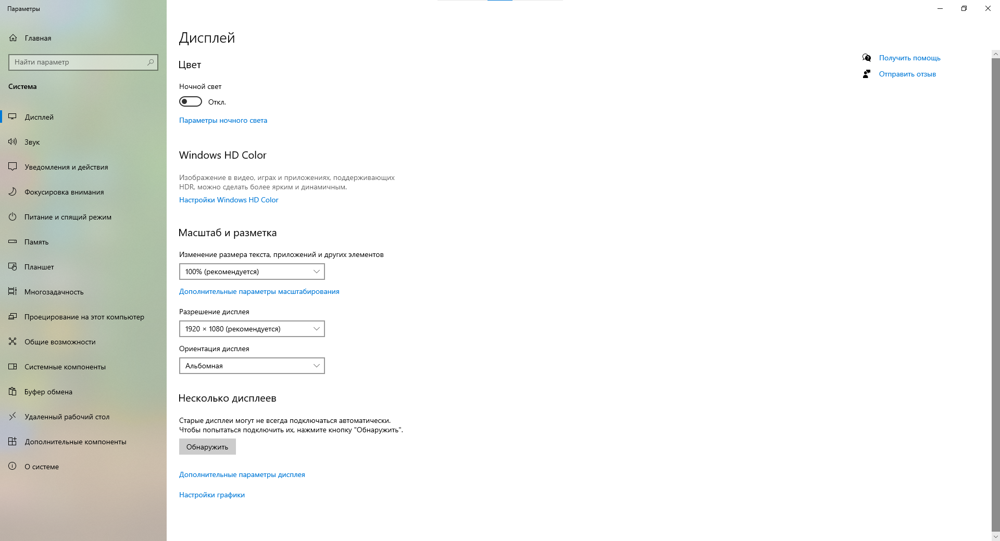 Параметры
Главная
Найти параметр
Система
Дисплей
Звук
Уведомления и действия
Фокусировка внимания
Питание и спящий режим
Память
Планшет
Многозадачность
Проецирование на этот компьютер
Общие возможности
Системные компоненты
Буфер обмена
Удаленный рабочий стол
Дополнительные компоненты
О системе
Дисплей
Цвет
Ночной свет
Откл.
Параметры ночного света
Windows HD Color
Изображение в видео, играх и приложениях, поддерживающих
HDR, можно сделать более ярким и динамичным.
Настройки Windows HD Color
Масштаб и разметка
Изменение размера текста, приложений и других элементов
100% (рекомендуется)
Дополнительные параметры масштабирования
Разрешение дисплея
1920 × 1080 (рекомендуется)
Ориентация дисплея
Альбомная
Несколько дисплеев
Старые дисплеи могут не всегда подключаться автоматически.
Чтобы попытаться подключить их, нажмите кнопку "Обнаружить".
Обнаружить
Дополнительные параметры дисплея
Настройки графики
Получить помощь
Отправить отзыв